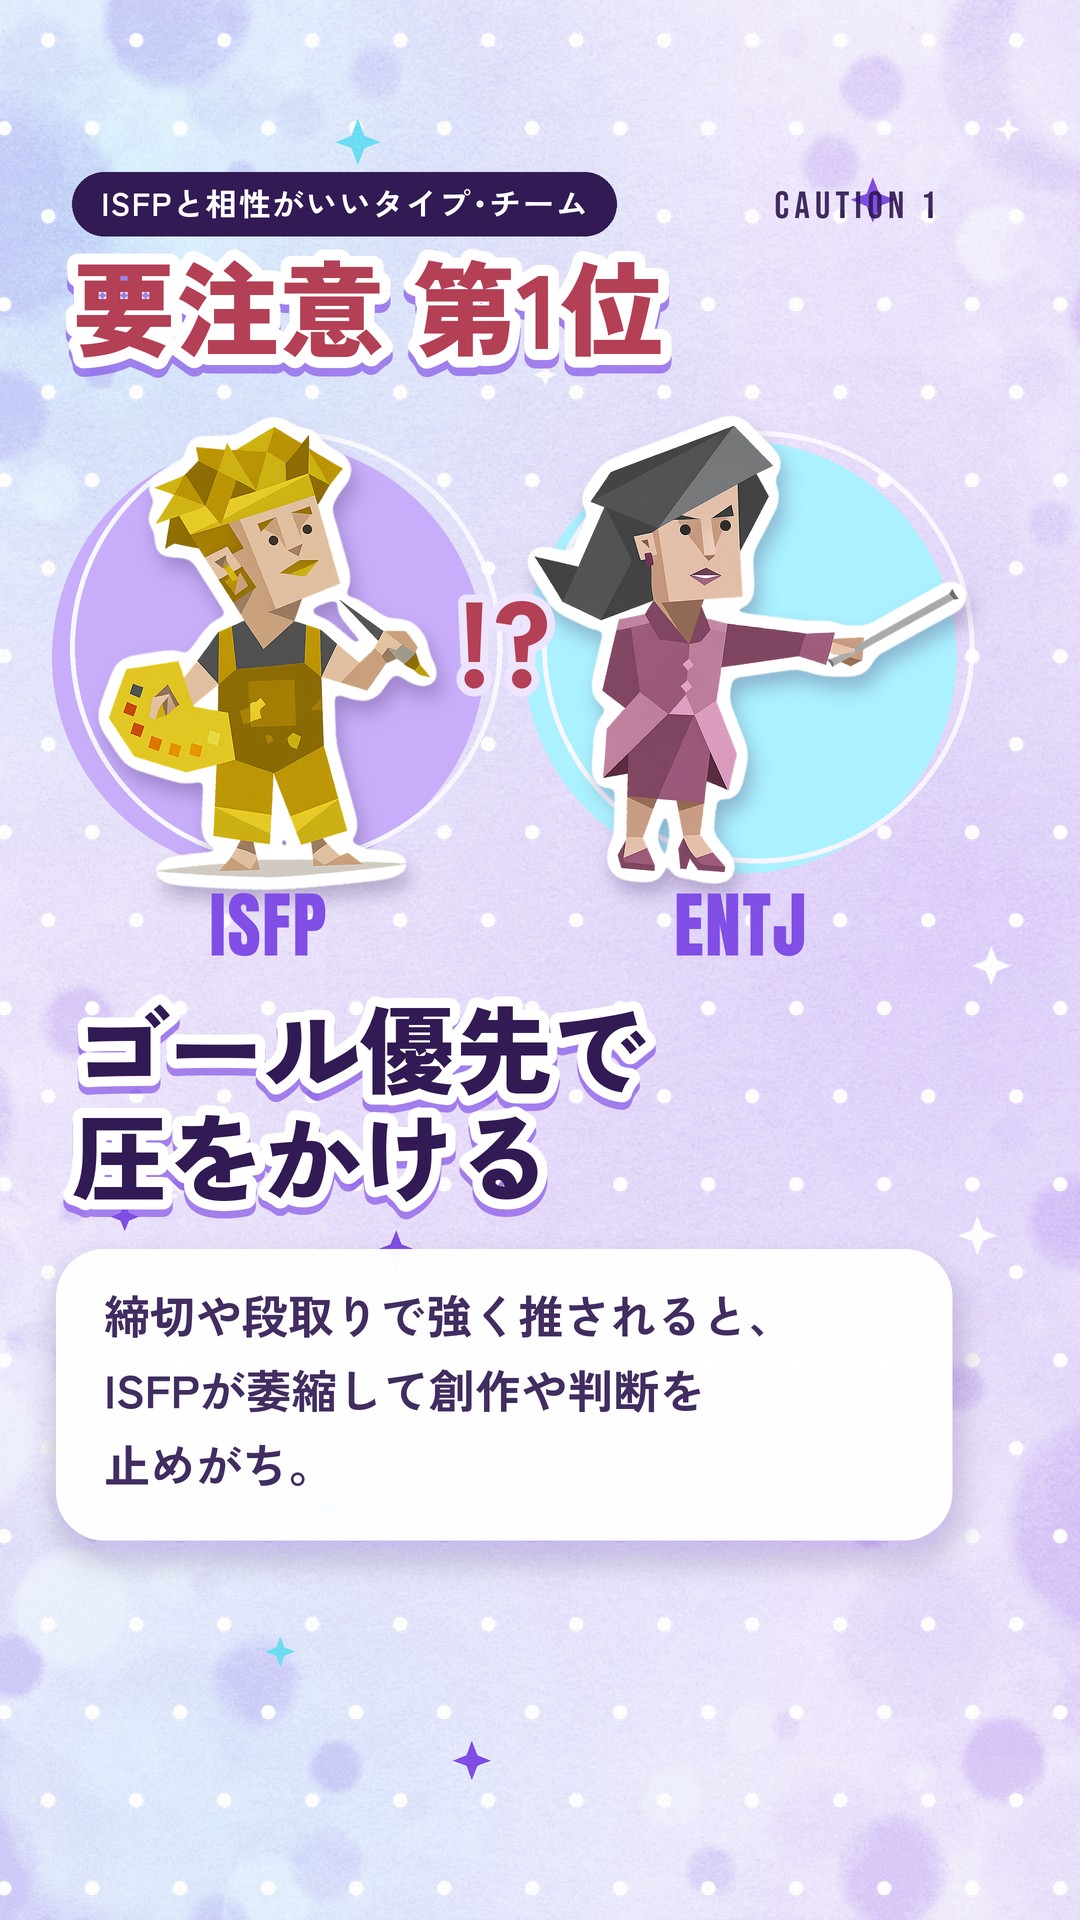 ISFPと相性がいいタイプ・チーム
CAUTION 1
要注意 第1位
!?
ISFP
ENTJ
ゴール優先で
圧をかける
締切や段取りで強く推されると、
ISFPが萎縮して創作や判断を
止めがち。